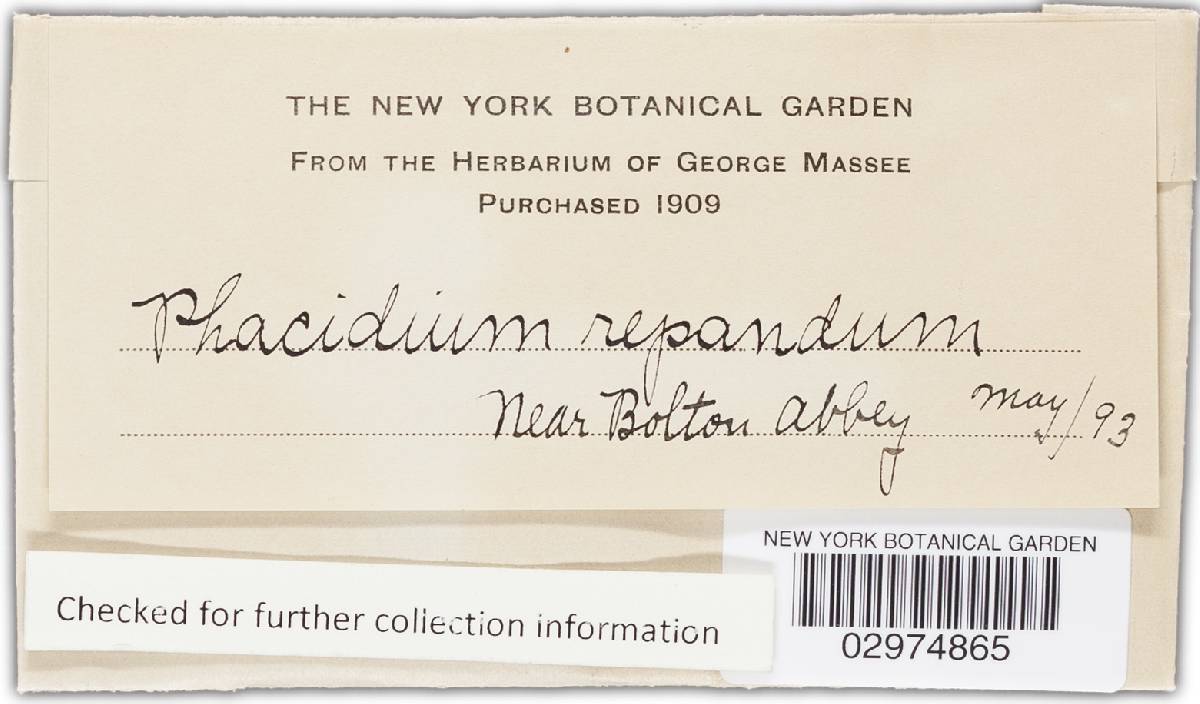 THE NEW YORK BOTANICAL GARDEN
FROM THE HERBARIUM OF GEORGE MASSEE
PURCHASED 1909
Phacidium repandum
Near Bolton Abbey May/93
NEW YORK BOTANICAL GARDEN
02974865
Checked for further collection information